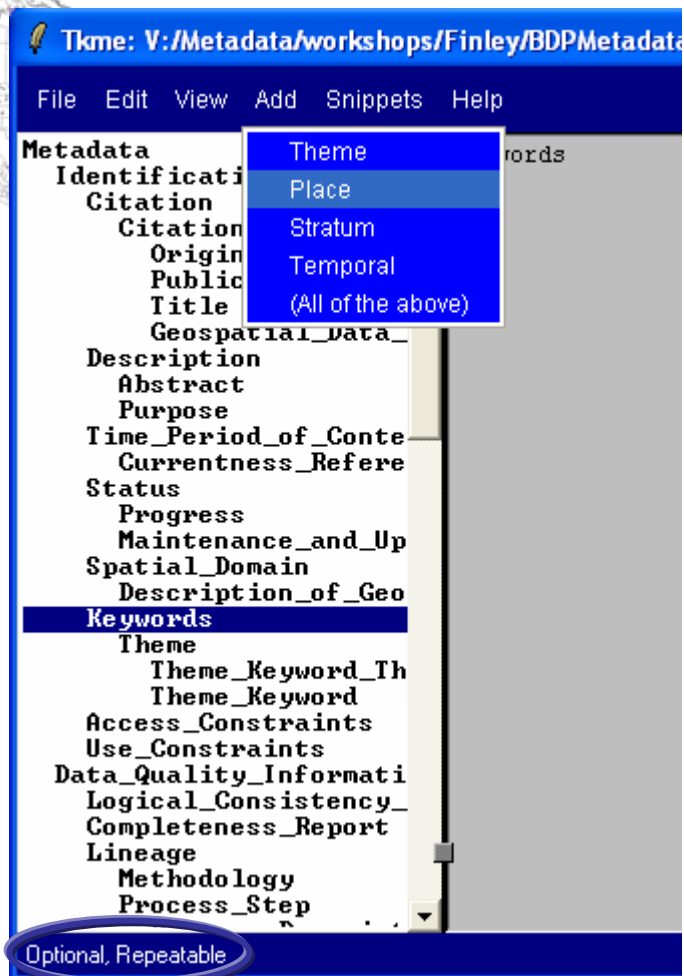 Tkme: V:/Metadata/workshops/Finley/BDPMetadata
File Edit View Add Snippets Help
Theme
Place
Stratum
Temporal
(All of the above)
words
Metadata
Identificati
Citation
Citation
Origin
Public
Title
Geospatial_Data_
Description
Abstract
Purpose
Time_Period_of_Conte
Currentness_Refere
Status
Progress
Maintenance_and_Up
Spatial_Domain
Description_of_Geo
Keywords
Theme
Theme_Keyword_Th
Theme_Keyword
Access_Constraints
Use_Constraints
Data_Quality_Informati
Logical_Consistency_
Completeness_Report
Lineage
Methodology
Process_Step
Optional, Repeatable